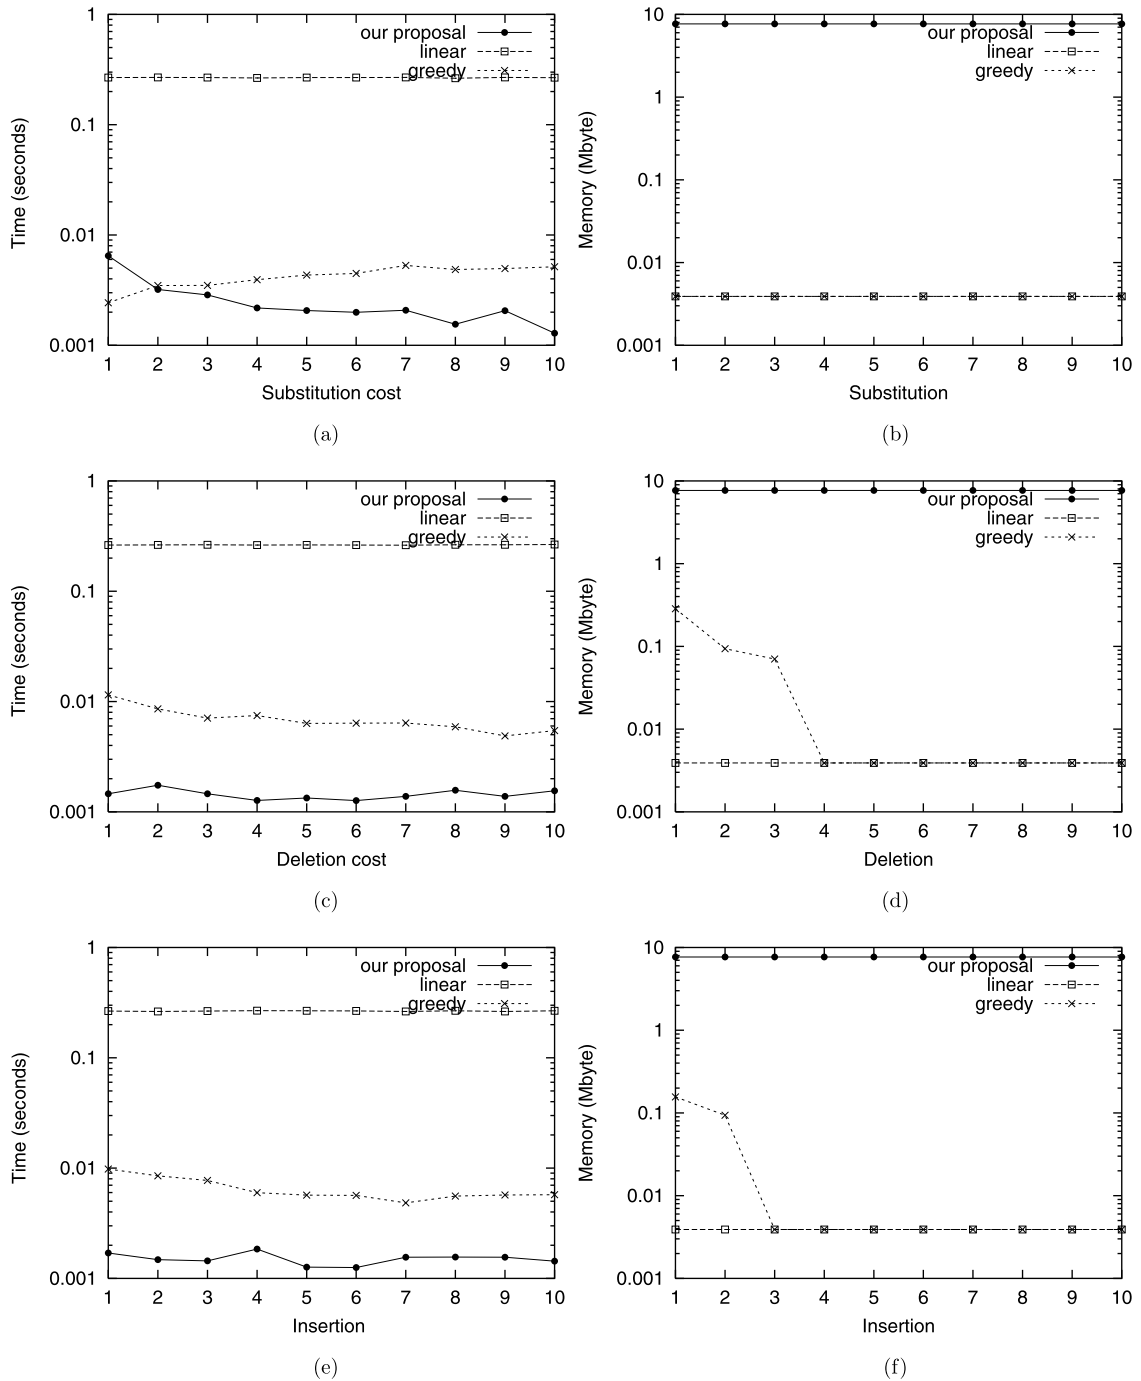 1
0.1
0.01
0.001
Time (seconds)
our proposal
linear
greedy
1 2 3 4 5 6 7 8 9 10
Substitution cost
(a)
10
1
0.1
0.01
0.001
Memory (Mbyte)
our proposal
linear
greedy
1 2 3 4 5 6 7 8 9 10
Substitution
(b)
1
0.1
0.01
0.001
Time (seconds)
our proposal
linear
greedy
1 2 3 4 5 6 7 8 9 10
Deletion cost
(c)
10
1
0.1
0.01
0.001
Memory (Mbyte)
our proposal
linear
greedy
1 2 3 4 5 6 7 8 9 10
Deletion
(d)
1
0.1
0.01
0.001
Time (seconds)
our proposal
linear
greedy
1 2 3 4 5 6 7 8 9 10
Insertion
(e)
10
1
0.1
0.01
0.001
Memory (Mbyte)
our proposal
linear
greedy
1 2 3 4 5 6 7 8 9 10
Insertion
(f)